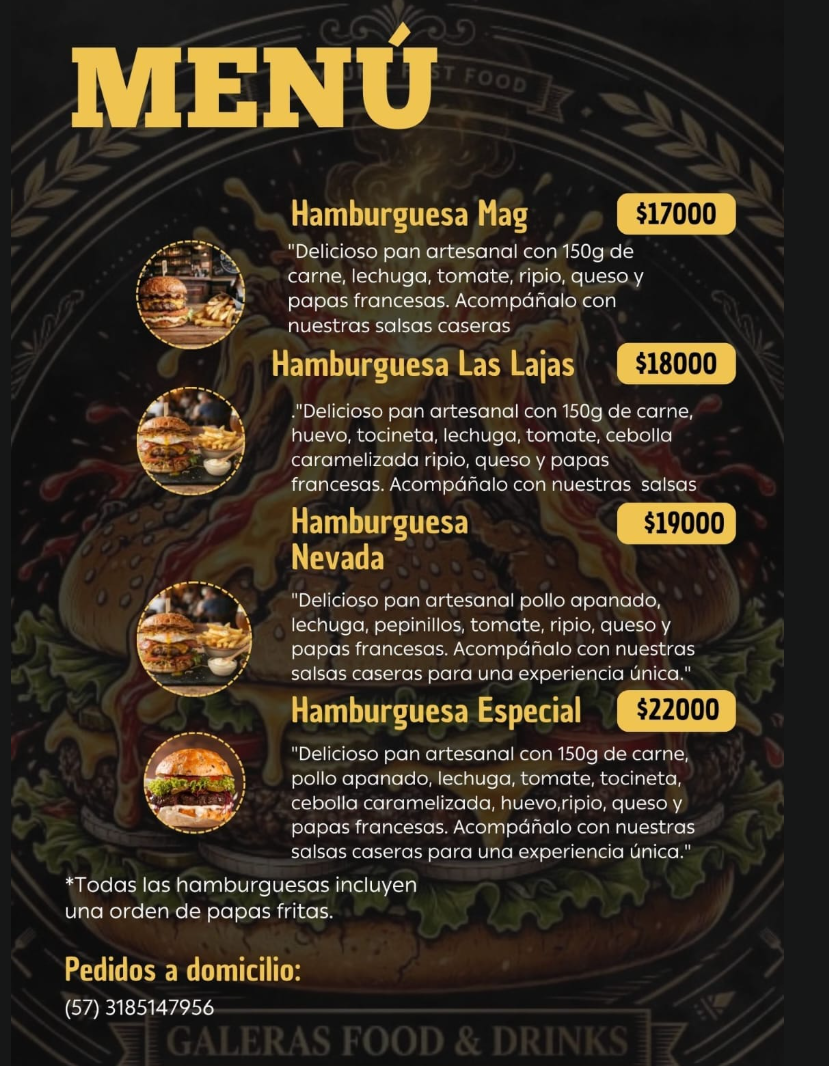 MENÚ
ST FOOD
Hamburguesa Mag
$17000
"Delicioso pan artesanal con 150g de
carne, lechuga, tomate, ripio, queso y
papas francesas. Acompáñalo con
nuestras salsas caseras
Hamburguesa Las Lajas
$18000
."Delicioso pan artesanal con 150g de carne,
huevo, tocineta, lechuga, tomate, cebolla
caramelizada ripio, queso y papas
francesas. Acompáñalo con nuestras  salsas
Hamburguesa
Nevada
$19000
"Delicioso pan artesanal pollo apanado,
lechuga, pepinillos, tomate, ripio, queso y
papas francesas. Acompáñalo con nuestras
salsas caseras para una experiencia única."
Hamburguesa Especial
$22000
"Delicioso pan artesanal con 150g de carne,
pollo apanado, lechuga, tomate, tocineta,
cebolla caramelizada, huevo,ripio, queso y
papas francesas. Acompáñalo con nuestras
salsas caseras para una experiencia única."
*Todas las hamburguesas incluyen
una orden de papas fritas.
Pedidos a domicilio:
(57) 3185147956
GALERAS FOOD & DRINKS